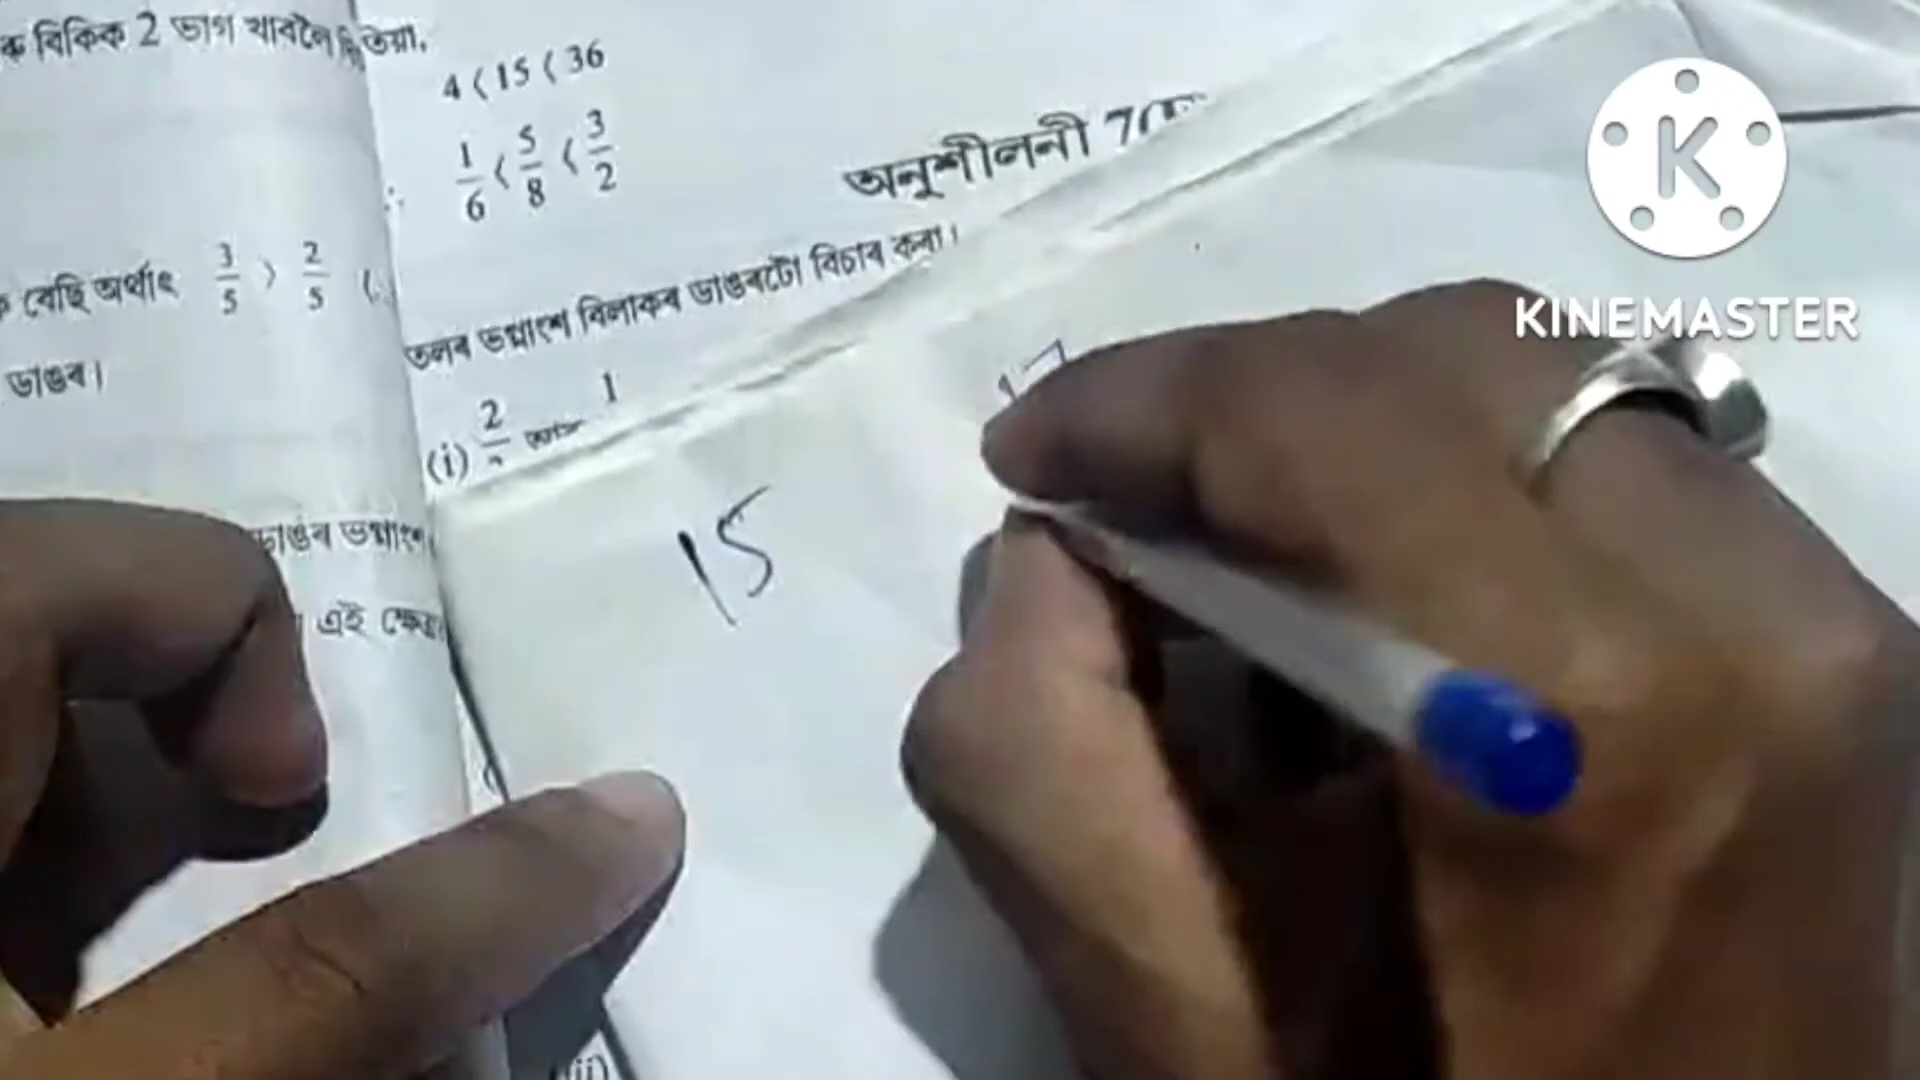 বিকিক 2 ভাগ খাবলৈ
তেয়া,
4 < 15 < 36
∴ 1/6 < 5/8 < 3/2
অনুশীলনী 7
বেছি অৰ্থাৎ 3/5 > 2/5
ডাঙৰ।
তলৰ ভগ্নাংশ বিলাকৰ ডাঙৰটো বিচাৰ কৰা।
(i) 2 1
ডাঙৰ ভগ্নাংশ
এই
15
17
KINEMASTER